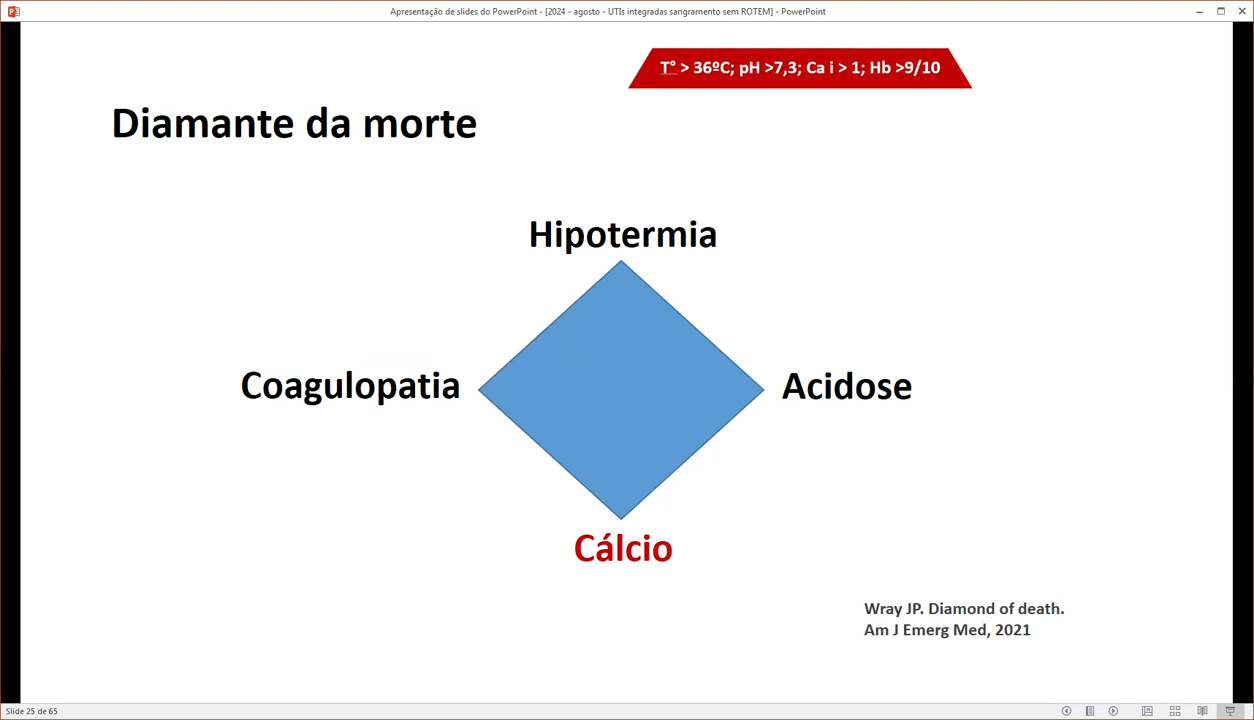 Apresentação de slides do PowerPoint - [2024 - agosto - UTIs integradas sangramento sem ROTEM] - PowerPoint
T° > 36ºC; pH >7,3; Ca i > 1; Hb >9/10
Diamante da morte
Hipotermia
Coagulopatia
Acidose
Cálcio
Wray JP. Diamond of death.
Am J Emerg Med, 2021
Slide 25 de 65